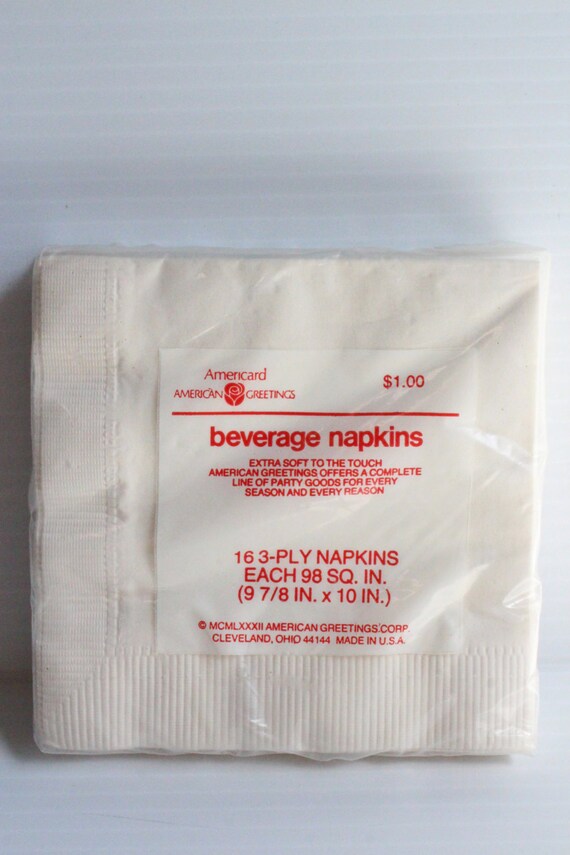 Americard
AMERICAN GREETINGS
$1.00
beverage napkins
EXTRA SOFT TO THE TOUCH
AMERICAN GREETINGS OFFERS A COMPLETE
LINE OF PARTY GOODS FOR EVERY
SEASON AND EVERY REASON
16 3-PLY NAPKINS
EACH 98 SQ. IN.
(9 7/8 IN. x 10 IN.)
© MCMLXXXII AMERICAN GREETINGS CORP.
CLEVELAND, OHIO 44144 MADE IN U.S.A.